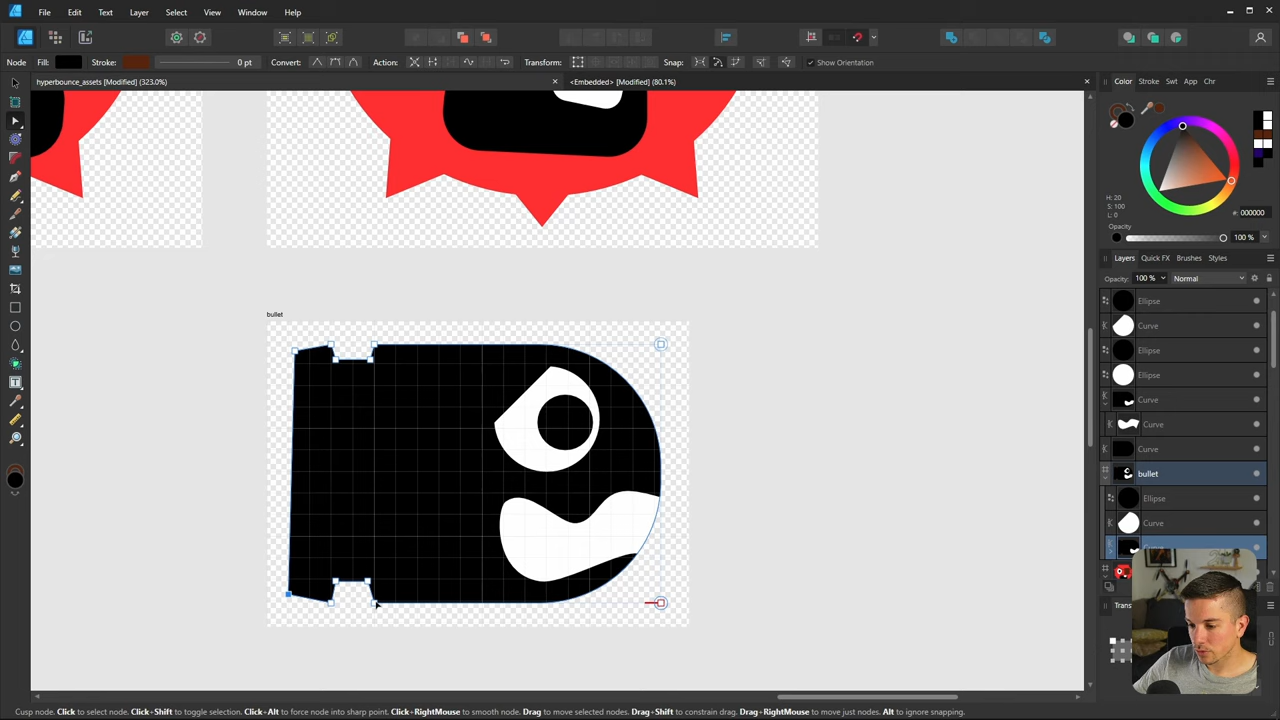 File Edit Text Layer Select View Window Help
Node Fill: Stroke: 0 pt Convert: Action: Transform: Snap: Show Orientation
hyperbounce_assets [Modified] (323.0%) × <Embedded> [Modified] (80.1%) ×
Color Stroke Swt App Chr
H: 20
S: 100
L: 0
#: 000000
Opacity
100 %
Layers Quick FX Brushes Styles
Opacity: 100 % Normal
Ellipse
Curve
Ellipse
Ellipse
Curve
Curve
Curve
bullet
bullet
Ellipse
Curve
Cusp node. Click to select node. Click+Shift to toggle selection. Click+Alt to force node into sharp point. Click+RightMouse to smooth node. Drag to move selected nodes. Drag+Shift to constrain drag. Drag+RightMouse to move just nodes. Alt to ignore snapping.